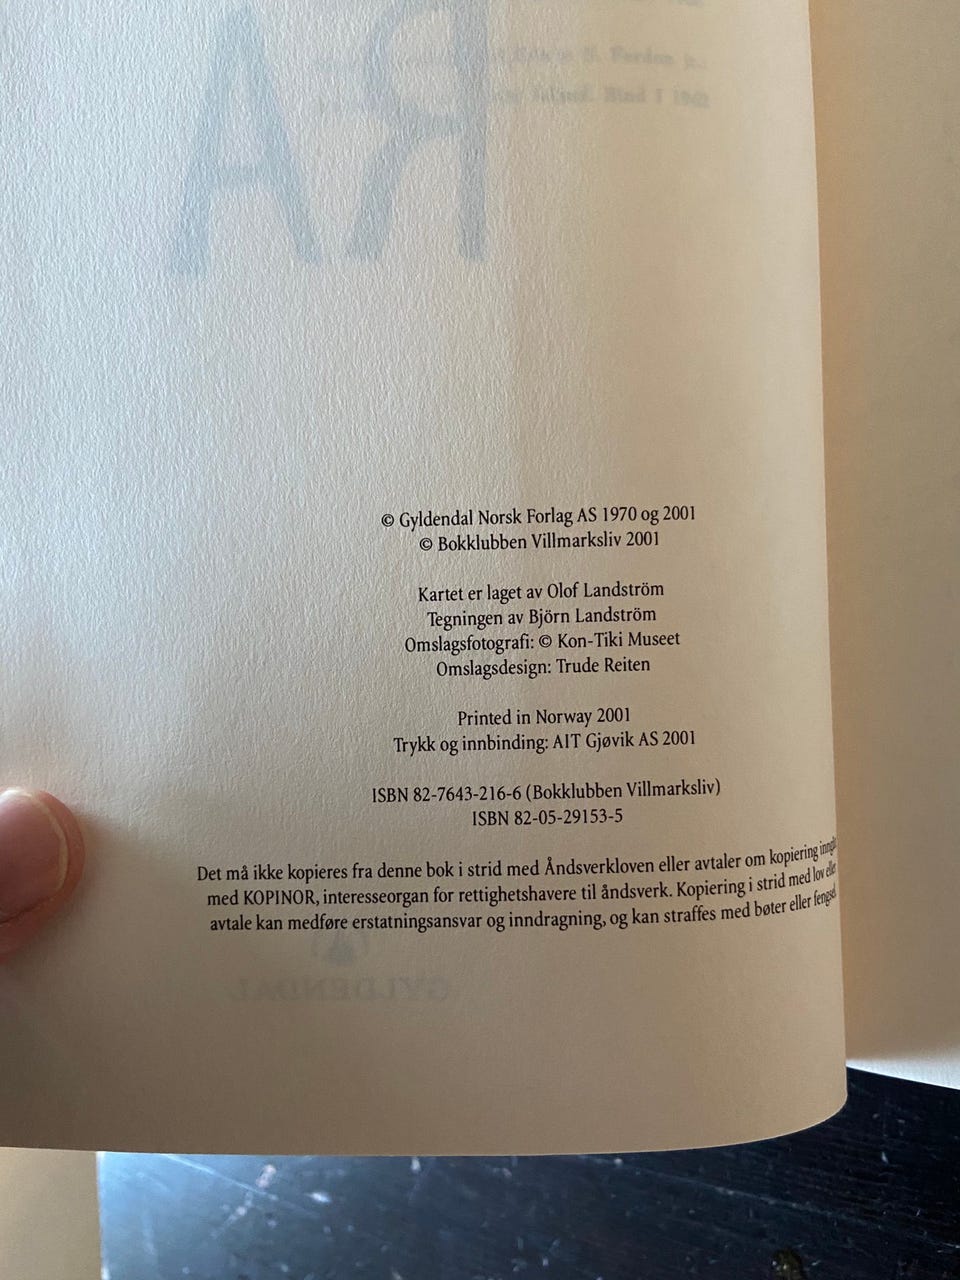 RA
© Gyldendal Norsk Forlag AS 1970 og 2001
© Bokklubben Villmarksliv 2001
Kartet er laget av Olof Landström
Tegningen av Björn Landström
Omslagsfotografi: © Kon-Tiki Museet
Omslagsdesign: Trude Reiten
Printed in Norway 2001
Trykk og innbinding: AIT Gjøvik AS 2001
ISBN 82-7643-216-6 (Bokklubben Villmarksliv)
ISBN 82-05-29153-5
Det må ikke kopieres fra denne bok i strid med Åndsverkloven eller avtaler om kopiering
med KOPINOR, interesseorgan for rettighetshavere til åndsverk. Kopiering i strid med lov eller
avtale kan medføre erstatningsansvar og inndragning, og kan straffes med bøter eller fengsel.
GYLDENDAL